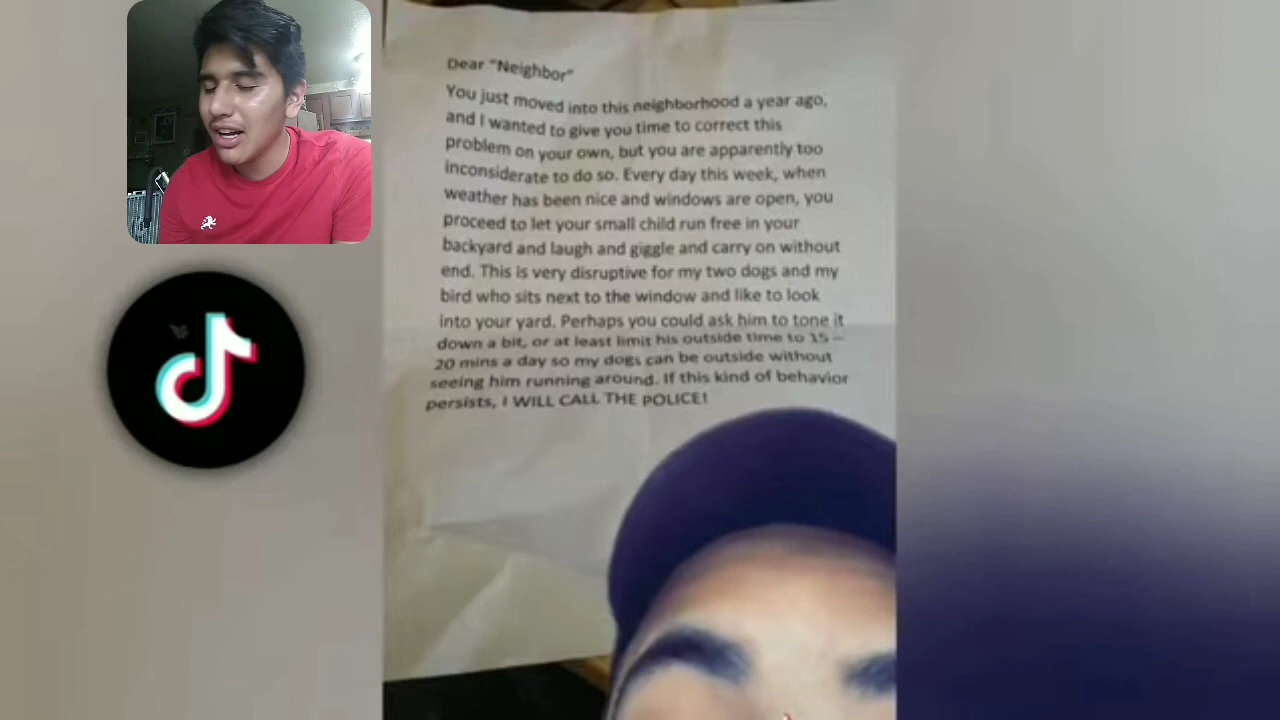 Dear "Neighbor"
You just moved into this neighborhood a year ago,
and I wanted to give you time to correct this
problem on your own, but you are apparently too
inconsiderate to do so. Every day this week, when
weather has been nice and windows are open, you
proceed to let your small child run free in your
backyard and laugh and giggle and carry on without
end. This is very disruptive for my two dogs and my
bird who sits next to the window and like to look
into your yard. Perhaps you could ask him to tone it
down a bit, or at least limit his outside time to 15 –
20 mins a day so my dogs can be outside without
seeing him running around. If this kind of behavior
persists, I WILL CALL THE POLICE!